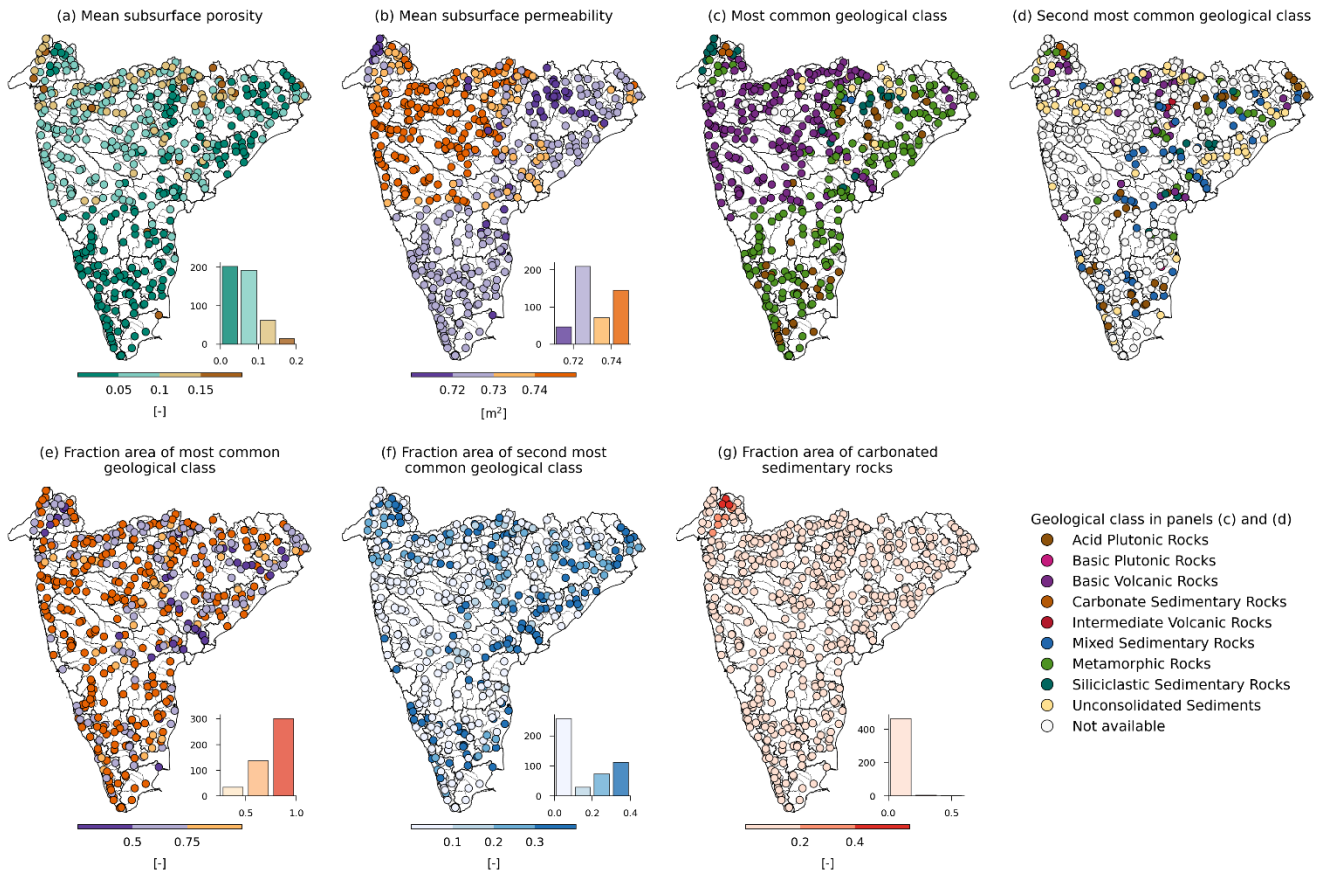 (a) Mean subsurface porosity
(b) Mean subsurface permeability
(c) Most common geological class
(d) Second most common geological class
200
100
0
0.0 0.1 0.2
0.05 0.1 0.15
[-]
200
100
0
0.72 0.74
0.72 0.73 0.74
[m²]
(e) Fraction area of most common
geological class
(f) Fraction area of second most
common geological class
(g) Fraction area of carbonated
sedimentary rocks
300
200
100
0
0.5 1.0
0.5 0.75
[-]
200
100
0
0.0 0.2 0.4
0.1 0.2 0.3
[-]
400
200
0
0.0 0.5
0.2 0.4
[-]
Geological class in panels (c) and (d)
Acid Plutonic Rocks
Basic Plutonic Rocks
Basic Volcanic Rocks
Carbonate Sedimentary Rocks
Intermediate Volcanic Rocks
Mixed Sedimentary Rocks
Metamorphic Rocks
Siliciclastic Sedimentary Rocks
Unconsolidated Sediments
Not available